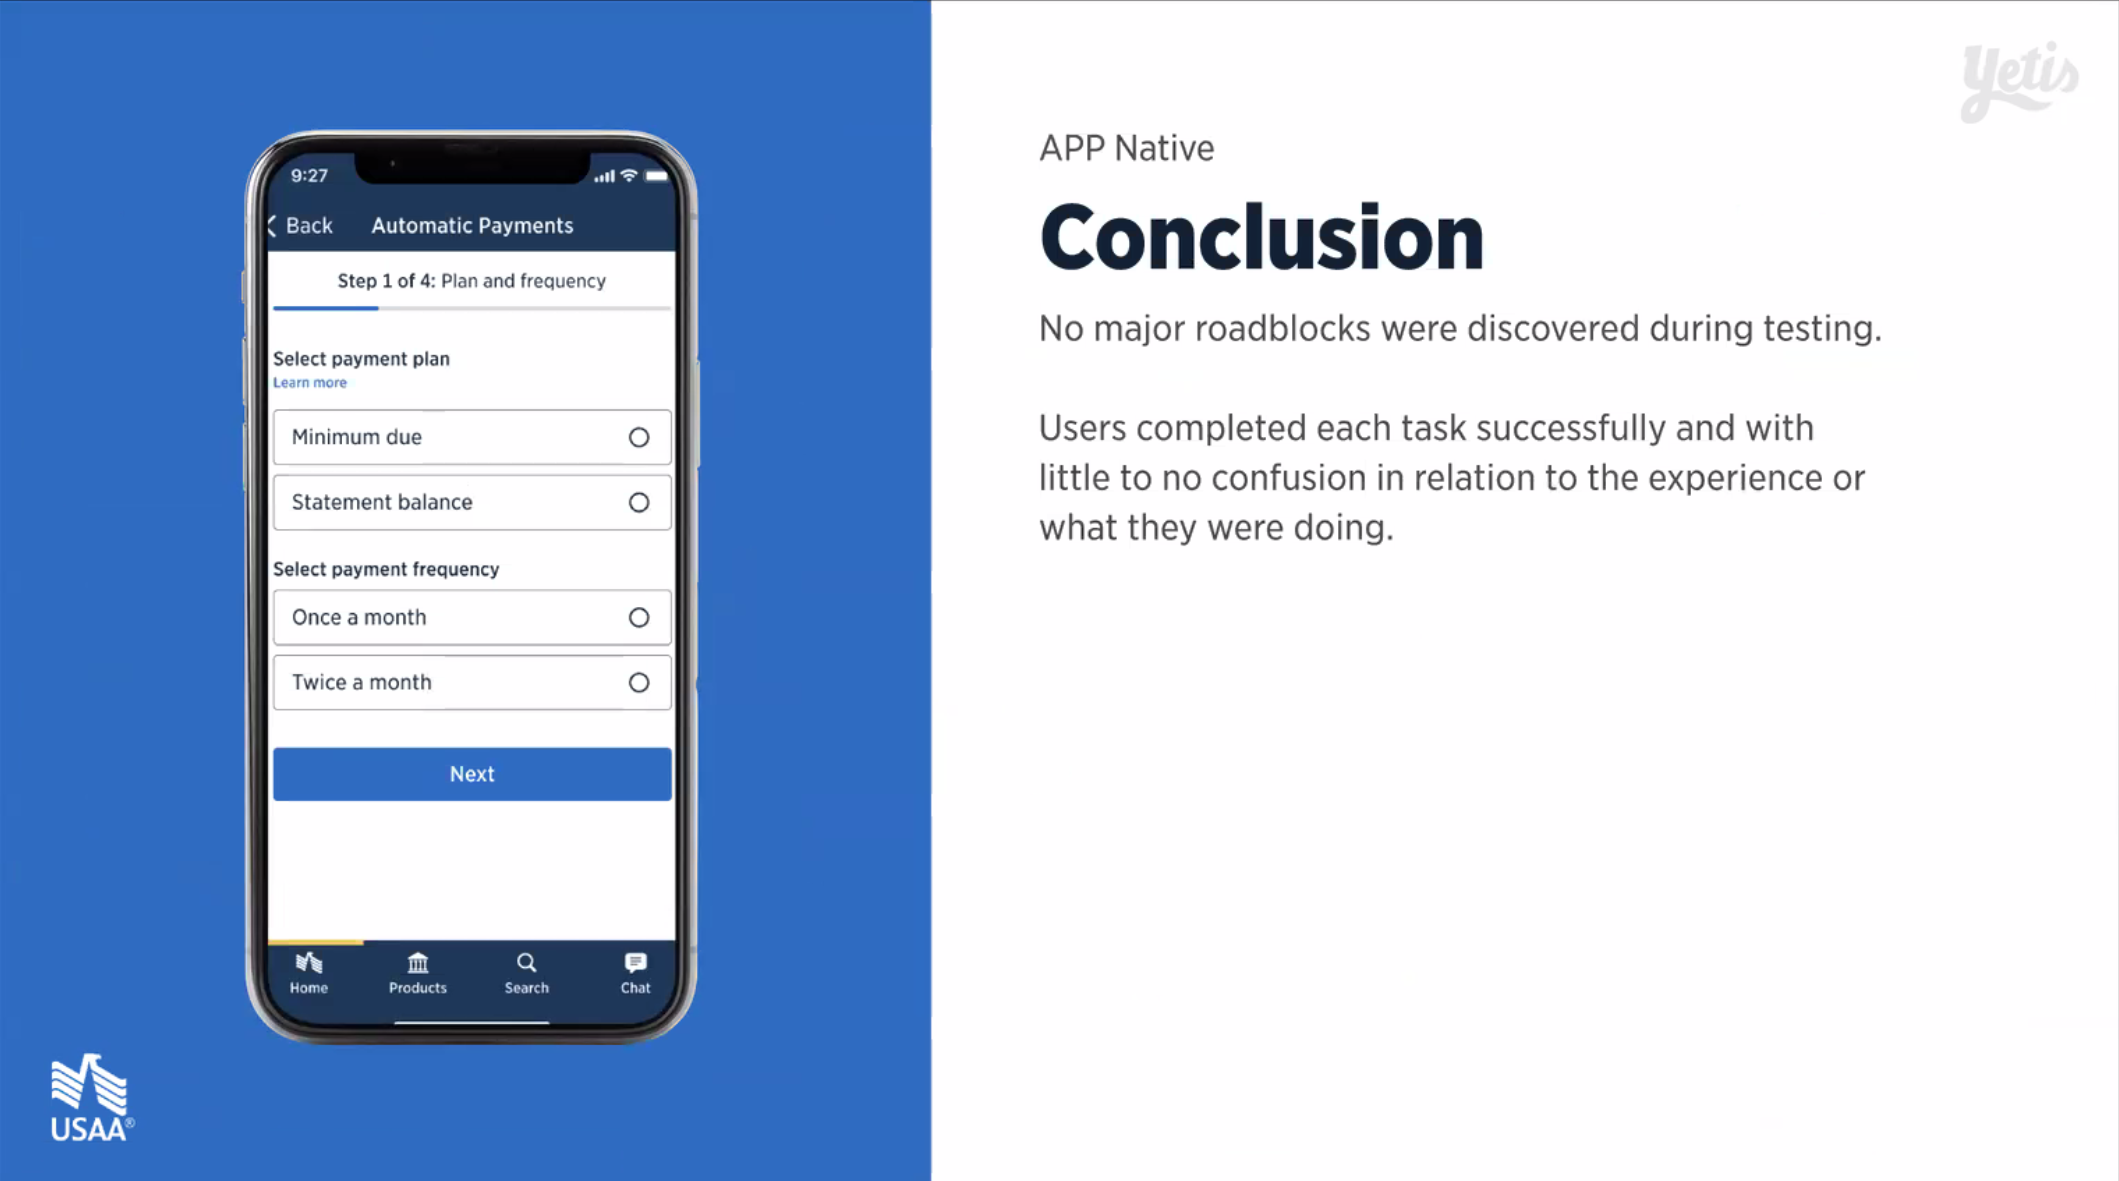 9:27
Back
Automatic Payments
Step 1 of 4: Plan and frequency
Select payment plan
Learn more
Minimum due
Statement balance
Select payment frequency
Once a month
Twice a month
Next
Home
Products
Search
Chat
USAA®
Yetis
APP Native
Conclusion
No major roadblocks were discovered during testing.
Users completed each task successfully and with
little to no confusion in relation to the experience or
what they were doing.